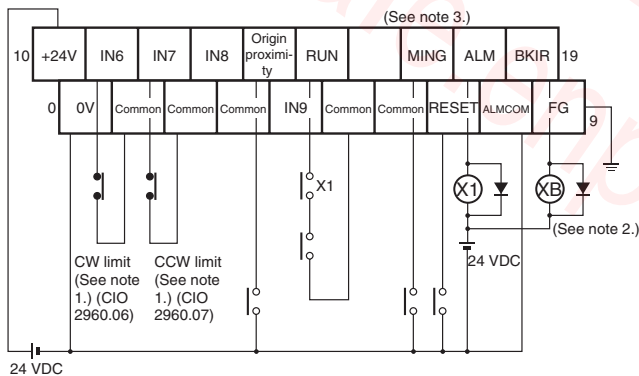 (See note 3.)
10 +24V IN6 IN7 IN8 Origin proximi-ty RUN MING ALM BKIR 19
0 0V Common Common Common IN9 Common Common RESET ALMCOM FG 9
X1
X1
XB
(See note 2.)
24 VDC
CW limit
(See note
1.) (CIO
2960.06)
CCW limit
(See note
1.) (CIO
2960.07)
24 VDC